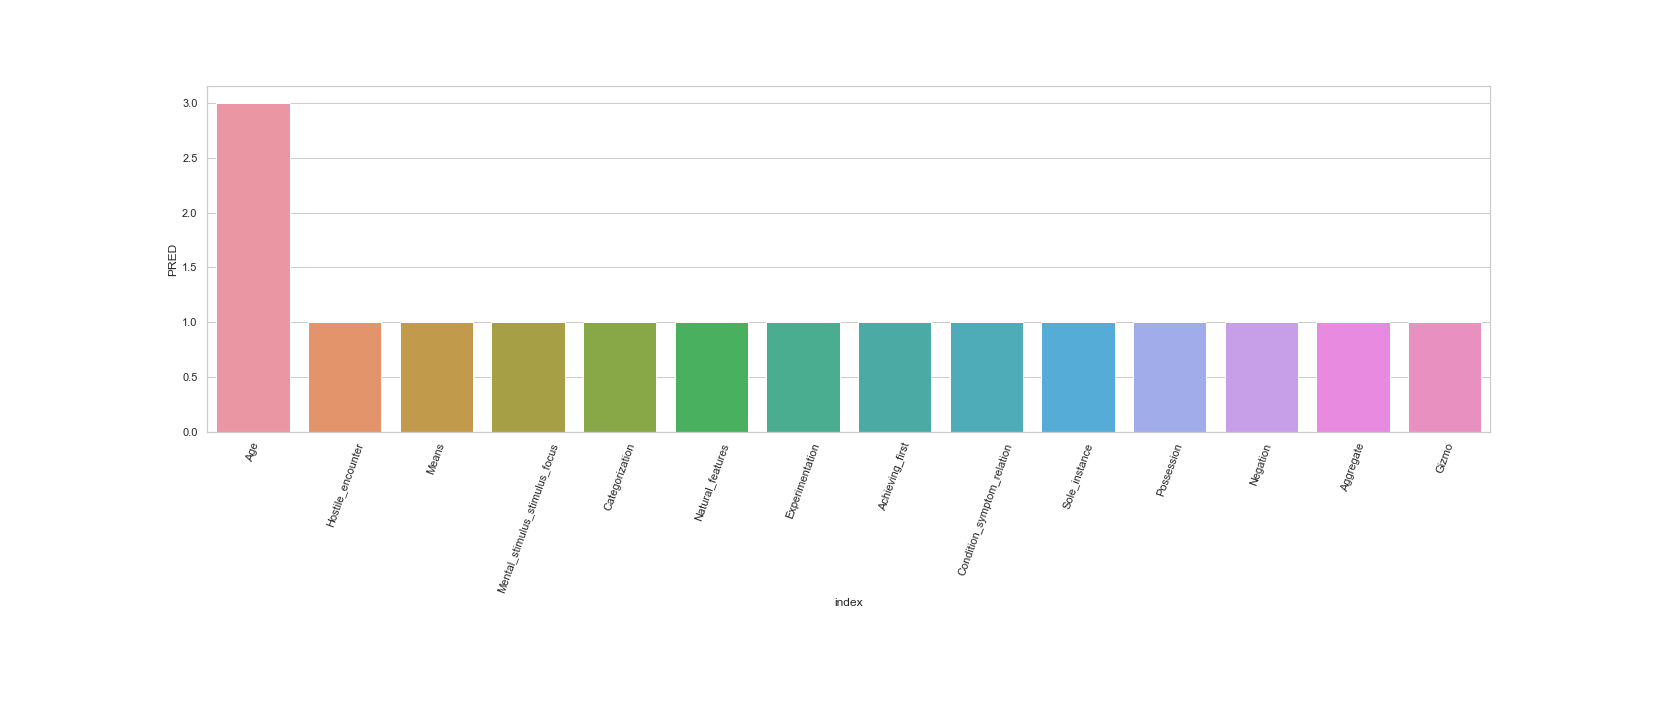 3.0
2.5
2.0
1.5
1.0
0.5
0.0
PRED
Age
Hostile_encounter
Means
Mental_stimulus_stimulus_focus
Categorization
Natural_features
Experimentation
Achieving_first
Condition_symptom_relation
Sole_instance
Possession
Negation
Aggregate
Gizmo
index